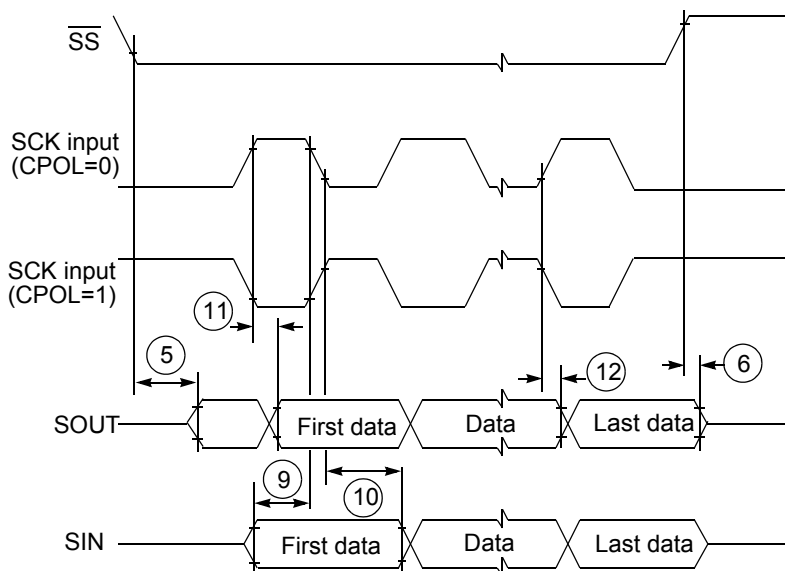 SS
SCK input
(CPOL=0)
SCK input
(CPOL=1)
11
5
12
6
SOUT
First data
Data
Last data
9
10
SIN
First data
Data
Last data